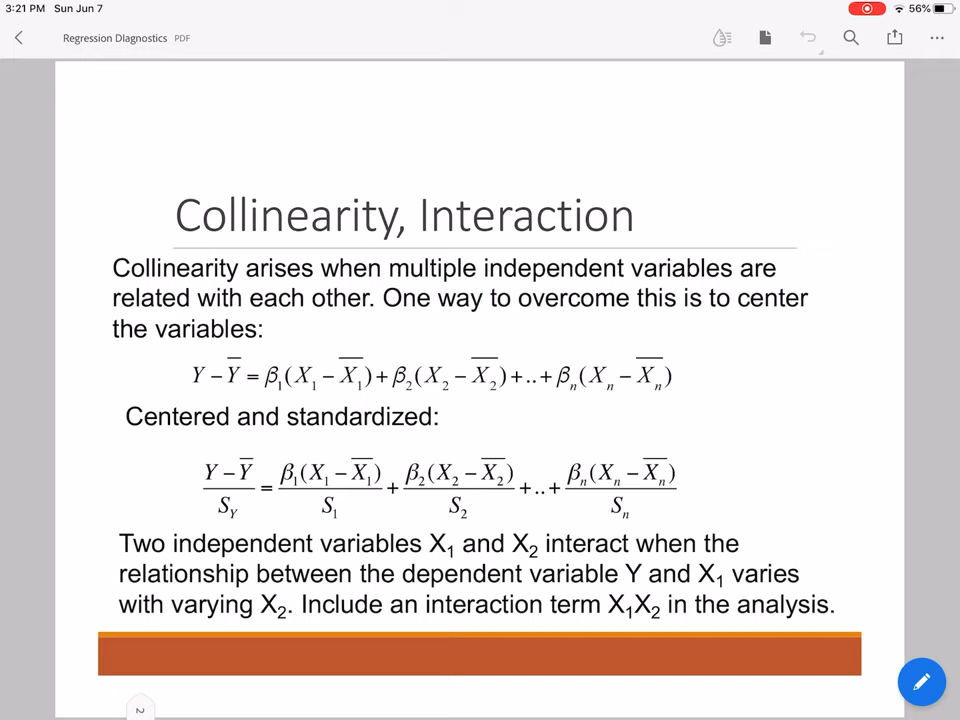 3:21 PM Sun Jun 7 56%
Regression DIagnostics PDF
Collinearity, Interaction
Collinearity arises when multiple independent variables are
related with each other. One way to overcome this is to center
the variables:
Y − Y̅ = β₁(X₁ − X̅₁) + β₂(X₂ − X̅₂) + .. + βₙ(Xₙ − X̅ₙ)
Centered and standardized:
(Y − Y̅)/S_Y = β₁(X₁ − X̅₁)/S₁ + β₂(X₂ − X̅₂)/S₂ + .. + βₙ(Xₙ − X̅ₙ)/Sₙ
Two independent variables X₁ and X₂ interact when the
relationship between the dependent variable Y and X₁ varies
with varying X₂. Include an interaction term X₁X₂ in the analysis.
2